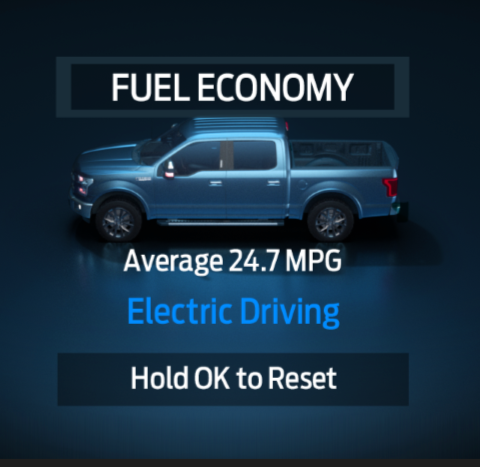 FUEL ECONOMY
Average 24.7 MPG
Electric Driving
Hold OK to Reset